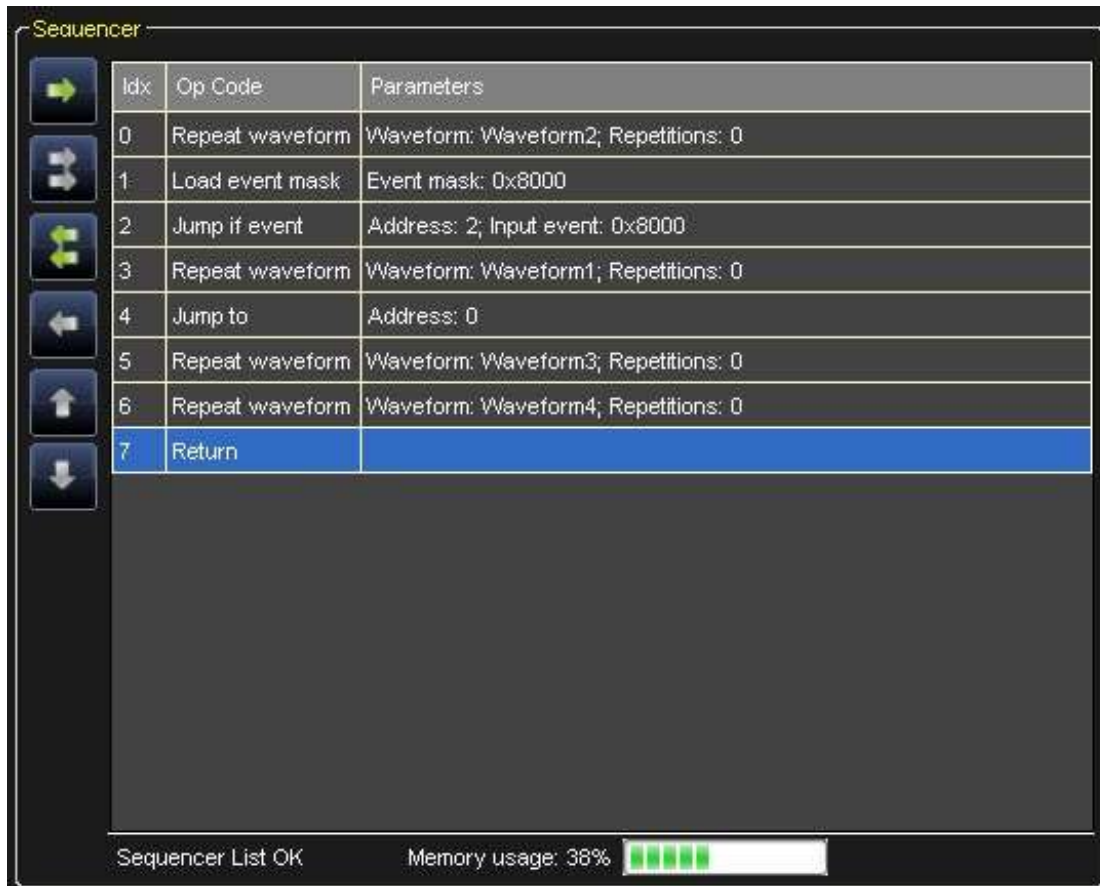 Sequencer
Idx Op Code Parameters
0 Repeat waveform Waveform: Waveform2; Repetitions: 0
1 Load event mask Event mask: 0x8000
2 Jump if event Address: 2; Input event: 0x8000
3 Repeat waveform Waveform: Waveform1; Repetitions: 0
4 Jump to Address: 0
5 Repeat waveform Waveform: Waveform3; Repetitions: 0
6 Repeat waveform Waveform: Waveform4; Repetitions: 0
7 Return
Sequencer List OK Memory usage: 38%